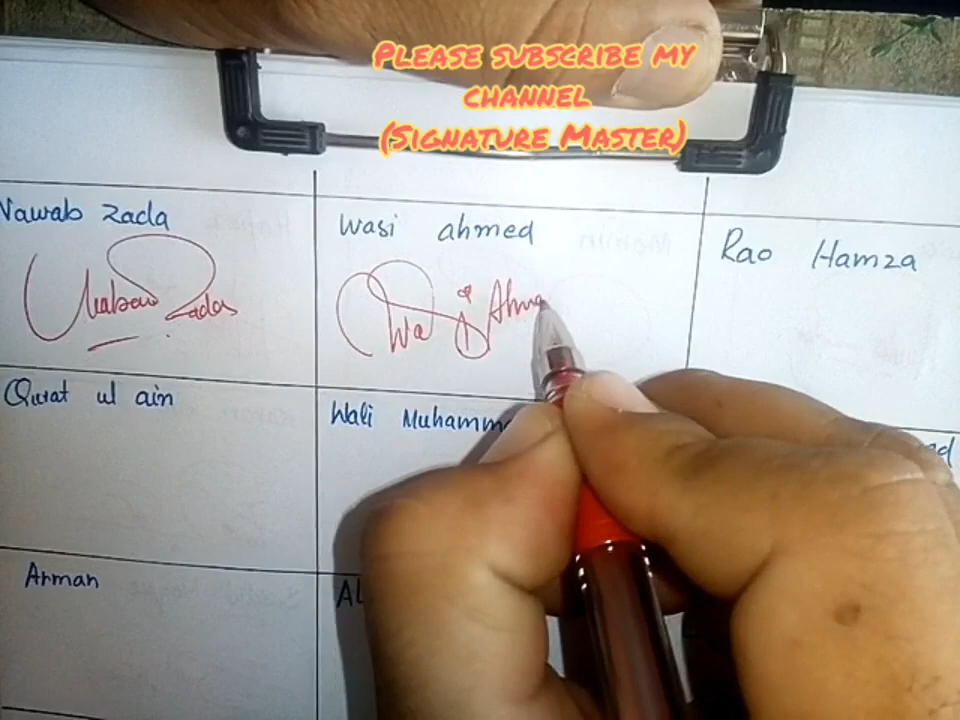 Please subscribe my
channel
(Signature Master)
Nawab Zada
Wasi ahmed
Rao Hamza
Qurat ul ain
Wali Muhamm
Arman